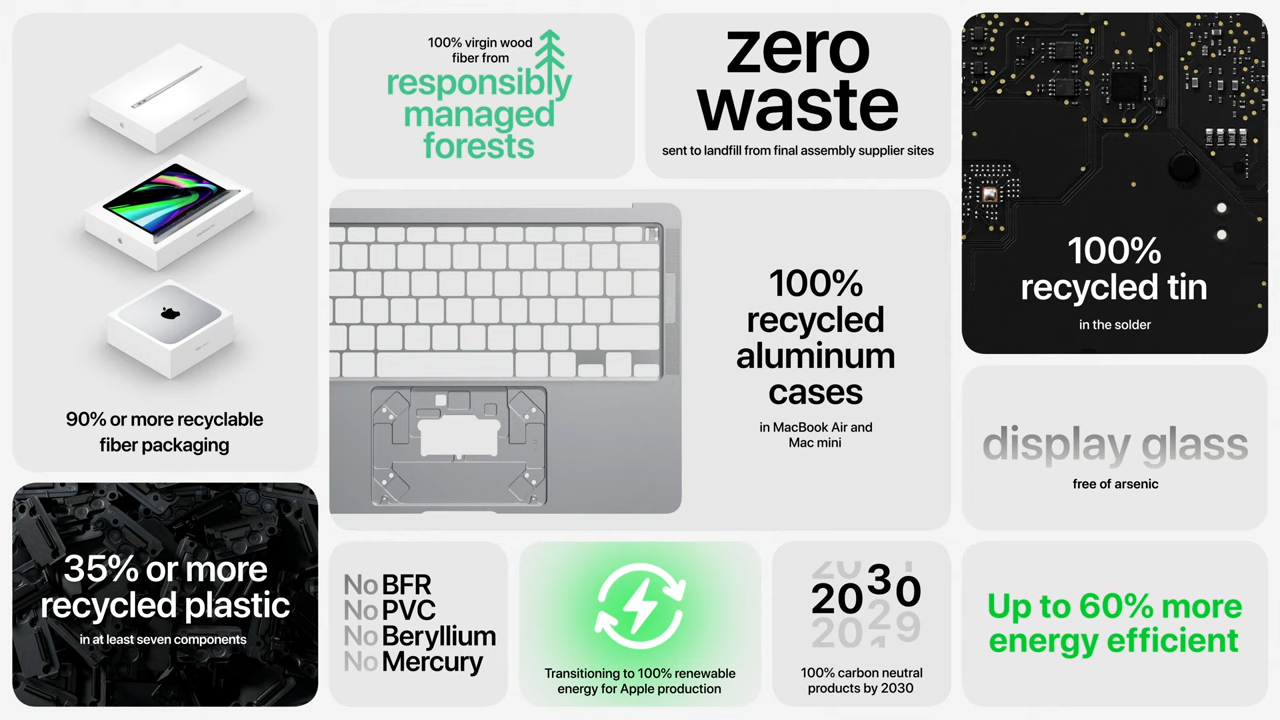 90% or more recyclable
fiber packaging
100% virgin wood
fiber from
responsibly
managed
forests
zero
waste
sent to landfill from final assembly supplier sites
100%
recycled tin
in the solder
100%
recycled
aluminum
cases
in MacBook Air and
Mac mini
display glass
free of arsenic
35% or more
recycled plastic
in at least seven components
No BFR
No PVC
No Beryllium
No Mercury
Transitioning to 100% renewable
energy for Apple production
2030
2029
100% carbon neutral
products by 2030
Up to 60% more
energy efficient